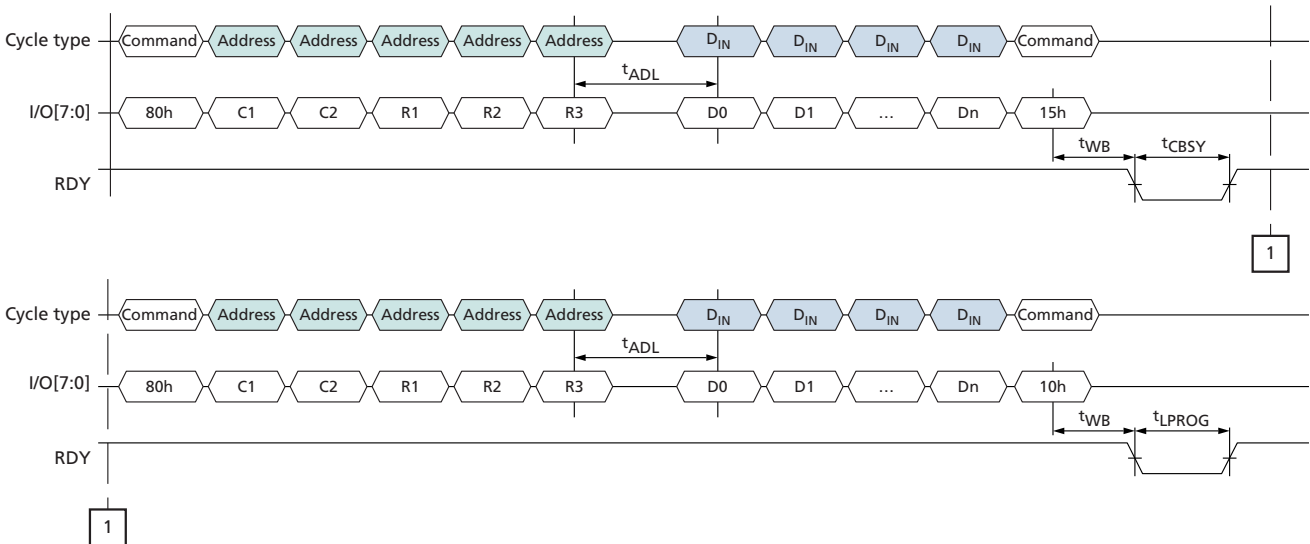 Cycle type Command Address Address Address Address Address DIN DIN DIN DIN Command
tADL
I/O[7:0] 80h C1 C2 R1 R2 R3 D0 D1 … Dn 15h
tWB tCBSY
RDY
1
Cycle type Command Address Address Address Address Address DIN DIN DIN DIN Command
tADL
I/O[7:0] 80h C1 C2 R1 R2 R3 D0 D1 … Dn 10h
tWB tLPROG
RDY
1